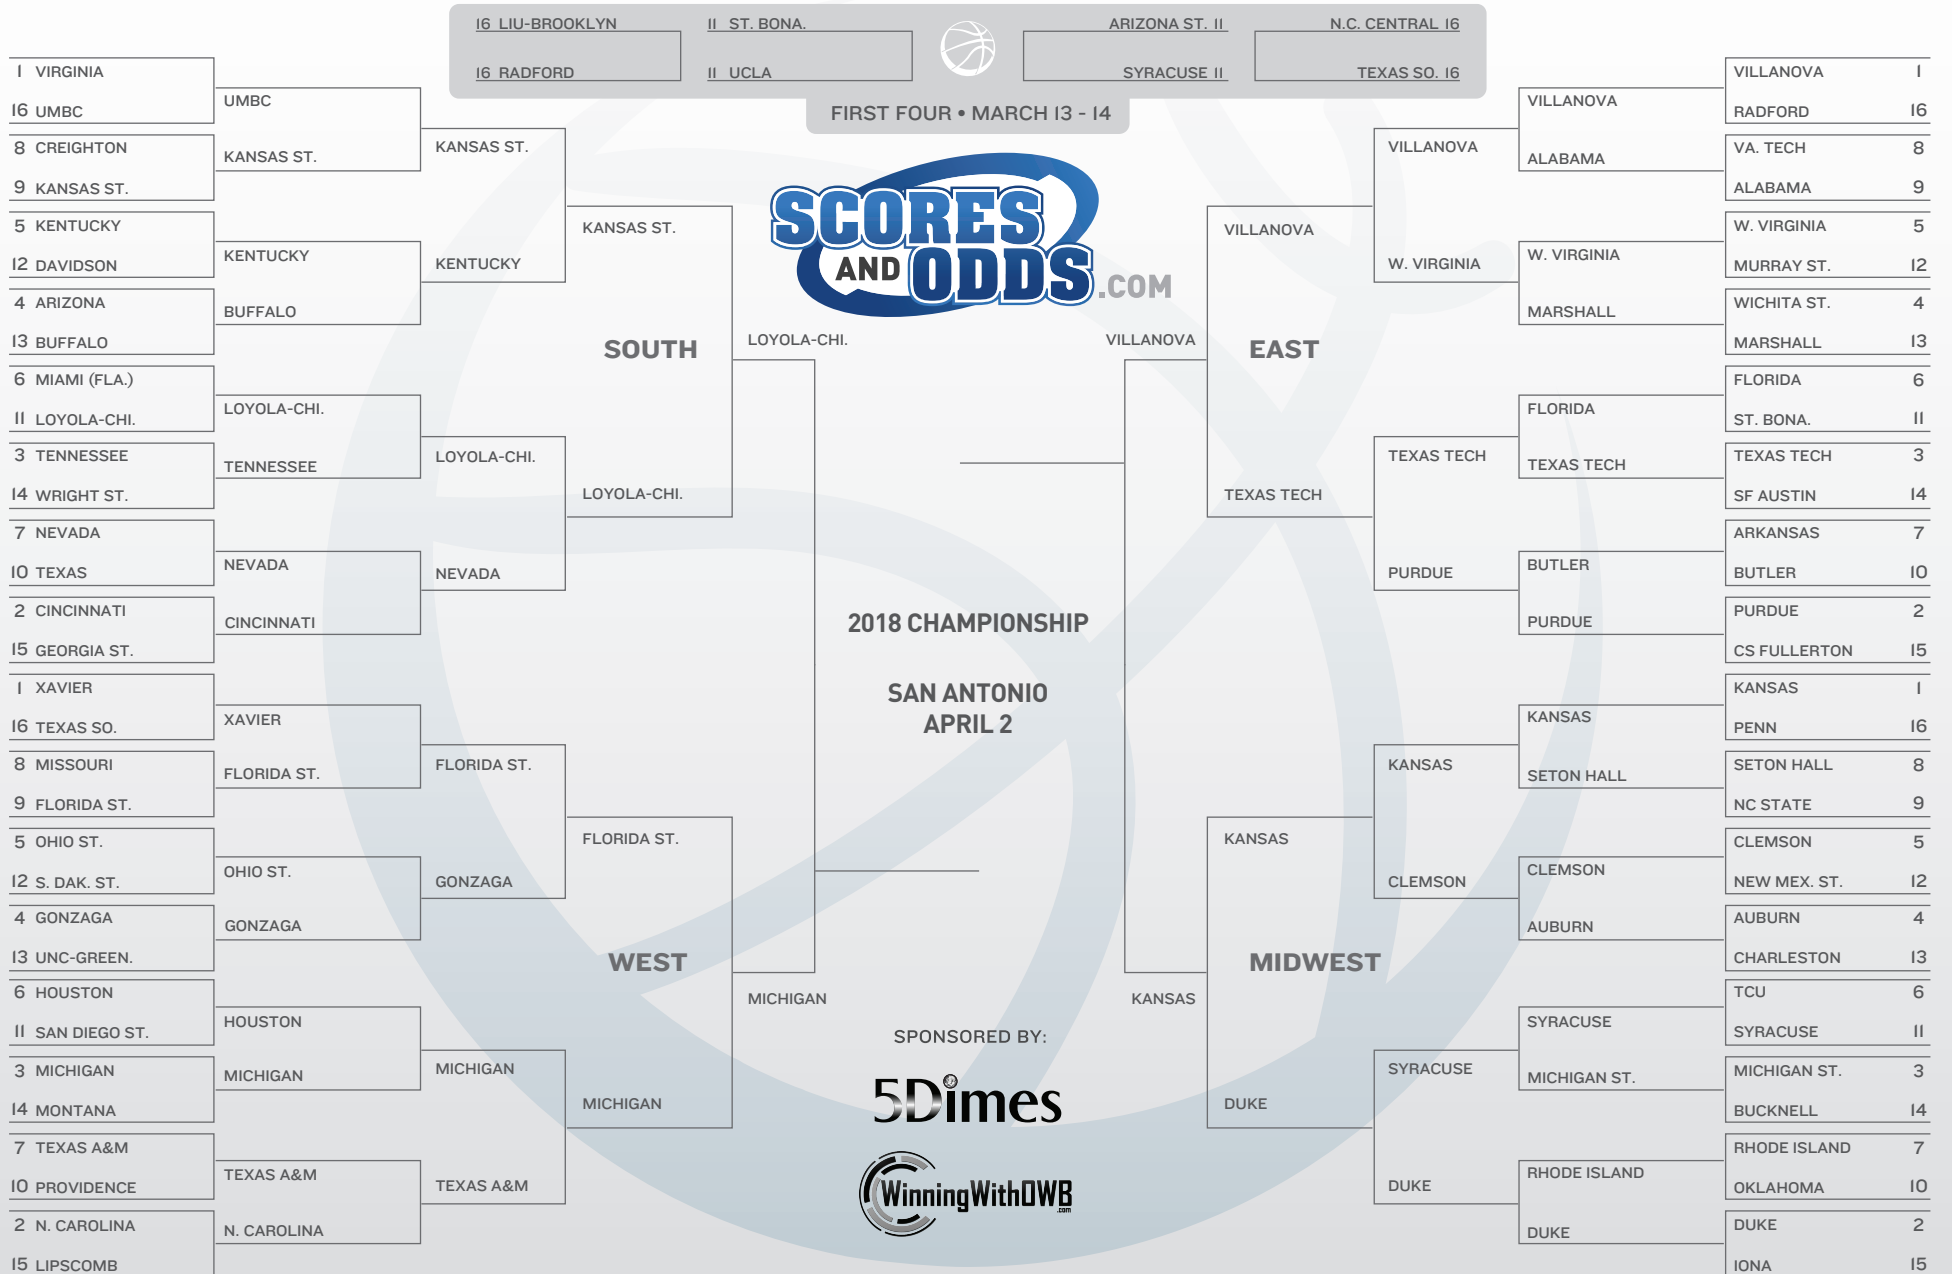 16 LIU-BROOKLYN
16 RADFORD
11 ST. BONA.
11 UCLA
ARIZONA ST. 11
SYRACUSE 11
N.C. CENTRAL 16
TEXAS SO. 16
FIRST FOUR • MARCH 13 - 14
1 VIRGINIA
16 UMBC
8 CREIGHTON
9 KANSAS ST.
5 KENTUCKY
12 DAVIDSON
4 ARIZONA
13 BUFFALO
6 MIAMI (FLA.)
11 LOYOLA-CHI.
3 TENNESSEE
14 WRIGHT ST.
7 NEVADA
10 TEXAS
2 CINCINNATI
15 GEORGIA ST.
1 XAVIER
16 TEXAS SO.
8 MISSOURI
9 FLORIDA ST.
5 OHIO ST.
12 S. DAK. ST.
4 GONZAGA
13 UNC-GREEN.
6 HOUSTON
11 SAN DIEGO ST.
3 MICHIGAN
14 MONTANA
7 TEXAS A&M
10 PROVIDENCE
2 N. CAROLINA
15 LIPSCOMB
UMBC
KANSAS ST.
KENTUCKY
BUFFALO
LOYOLA-CHI.
TENNESSEE
NEVADA
CINCINNATI
XAVIER
FLORIDA ST.
OHIO ST.
GONZAGA
HOUSTON
MICHIGAN
TEXAS A&M
N. CAROLINA
KANSAS ST.
KENTUCKY
LOYOLA-CHI.
NEVADA
FLORIDA ST.
GONZAGA
MICHIGAN
TEXAS A&M
KANSAS ST.
SOUTH
LOYOLA-CHI.
FLORIDA ST.
WEST
MICHIGAN
LOYOLA-CHI.
MICHIGAN
SCORES
AND ODDS .COM
2018 CHAMPIONSHIP
SAN ANTONIO
APRIL 2
SPONSORED BY:
5Dimes
WinningWithOWB
.com
VILLANOVA
KANSAS
VILLANOVA
EAST
TEXAS TECH
KANSAS
MIDWEST
DUKE
VILLANOVA
W. VIRGINIA
TEXAS TECH
PURDUE
KANSAS
CLEMSON
SYRACUSE
DUKE
VILLANOVA
ALABAMA
W. VIRGINIA
MARSHALL
FLORIDA
TEXAS TECH
BUTLER
PURDUE
KANSAS
SETON HALL
CLEMSON
AUBURN
SYRACUSE
MICHIGAN ST.
RHODE ISLAND
DUKE
VILLANOVA 1
RADFORD 16
VA. TECH 8
ALABAMA 9
W. VIRGINIA 5
MURRAY ST. 12
WICHITA ST. 4
MARSHALL 13
FLORIDA 6
ST. BONA. 11
TEXAS TECH 3
SF AUSTIN 14
ARKANSAS 7
BUTLER 10
PURDUE 2
CS FULLERTON 15
KANSAS 1
PENN 16
SETON HALL 8
NC STATE 9
CLEMSON 5
NEW MEX. ST. 12
AUBURN 4
CHARLESTON 13
TCU 6
SYRACUSE 11
MICHIGAN ST. 3
BUCKNELL 14
RHODE ISLAND 7
OKLAHOMA 10
DUKE 2
IONA 15